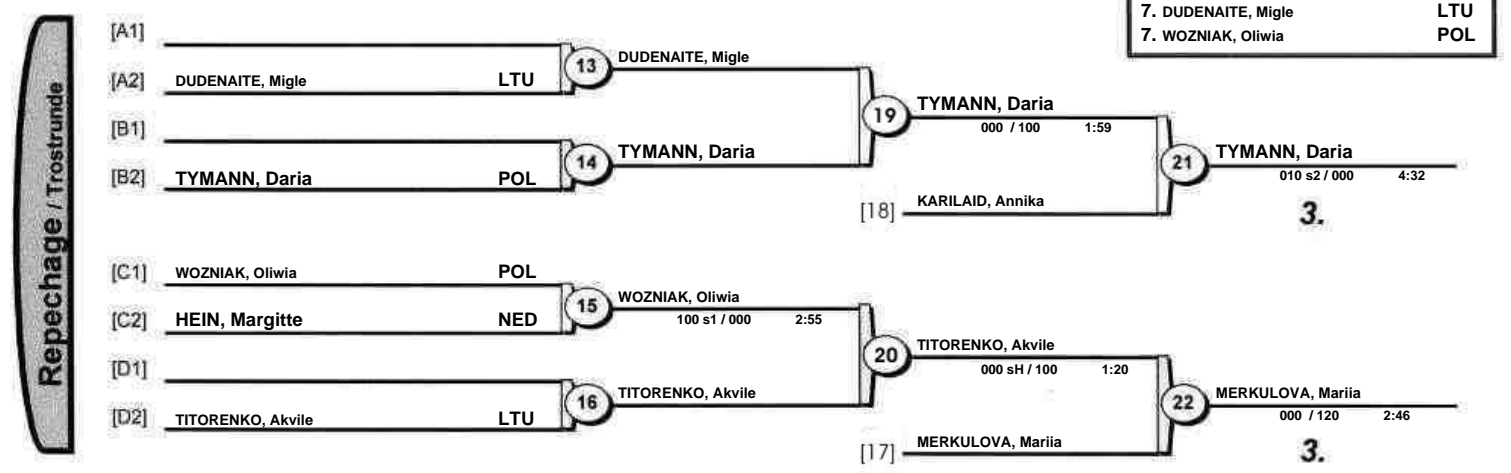 7. DUDENAITE, Migle LTU
7. WOZNIAK, Oliwia POL
Repechage / Trostrunde
[A1]
[A2] DUDENAITE, Migle LTU
13 DUDENAITE, Migle
[B1]
[B2] TYMANN, Daria POL
14 TYMANN, Daria
19 TYMANN, Daria
000 / 100 1:59
[18] KARILAID, Annika
21 TYMANN, Daria
010 s2 / 000 4:32
3.
[C1] WOZNIAK, Oliwia POL
[C2] HEIN, Margitte NED
15 WOZNIAK, Oliwia
100 s1 / 000 2:55
[D1]
[D2] TITORENKO, Akvile LTU
16 TITORENKO, Akvile
20 TITORENKO, Akvile
000 sH / 100 1:20
[17] MERKULOVA, Mariia
22 MERKULOVA, Mariia
000 / 120 2:46
3.